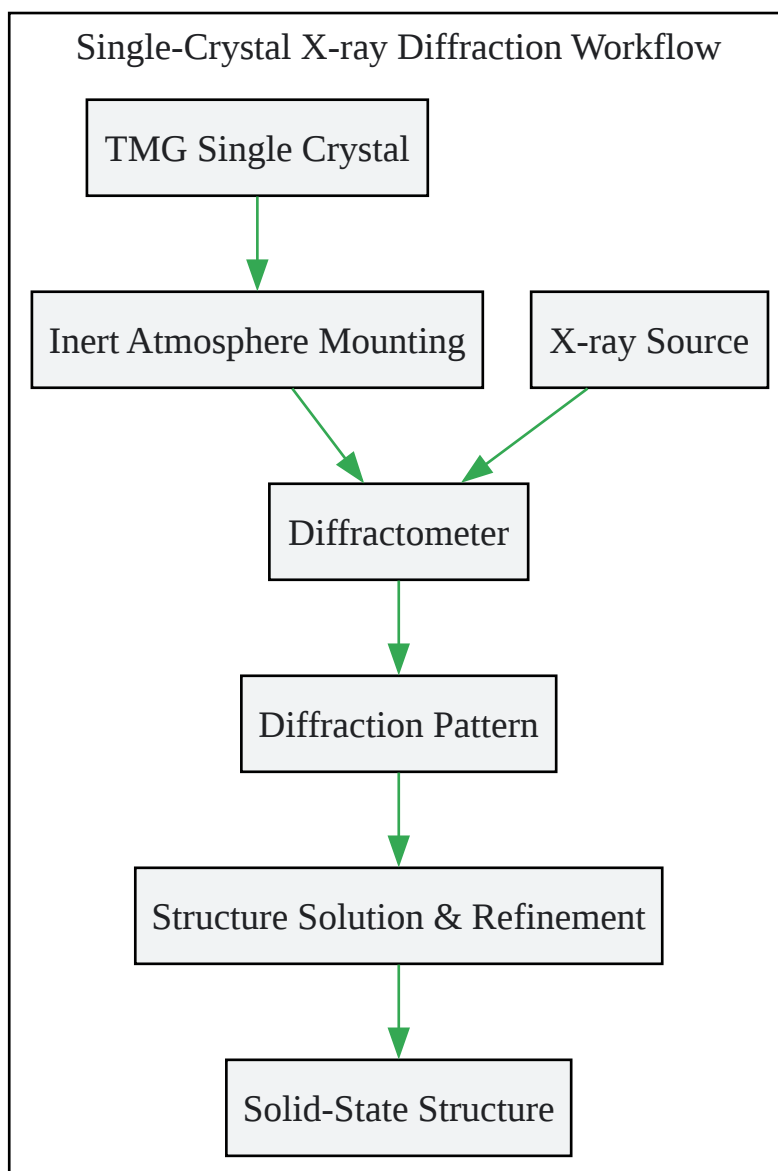 Single-Crystal X-ray Diffraction Workflow
TMG Single Crystal
Inert Atmosphere Mounting
X-ray Source
Diffractometer
Diffraction Pattern
Structure Solution & Refinement
Solid-State Structure